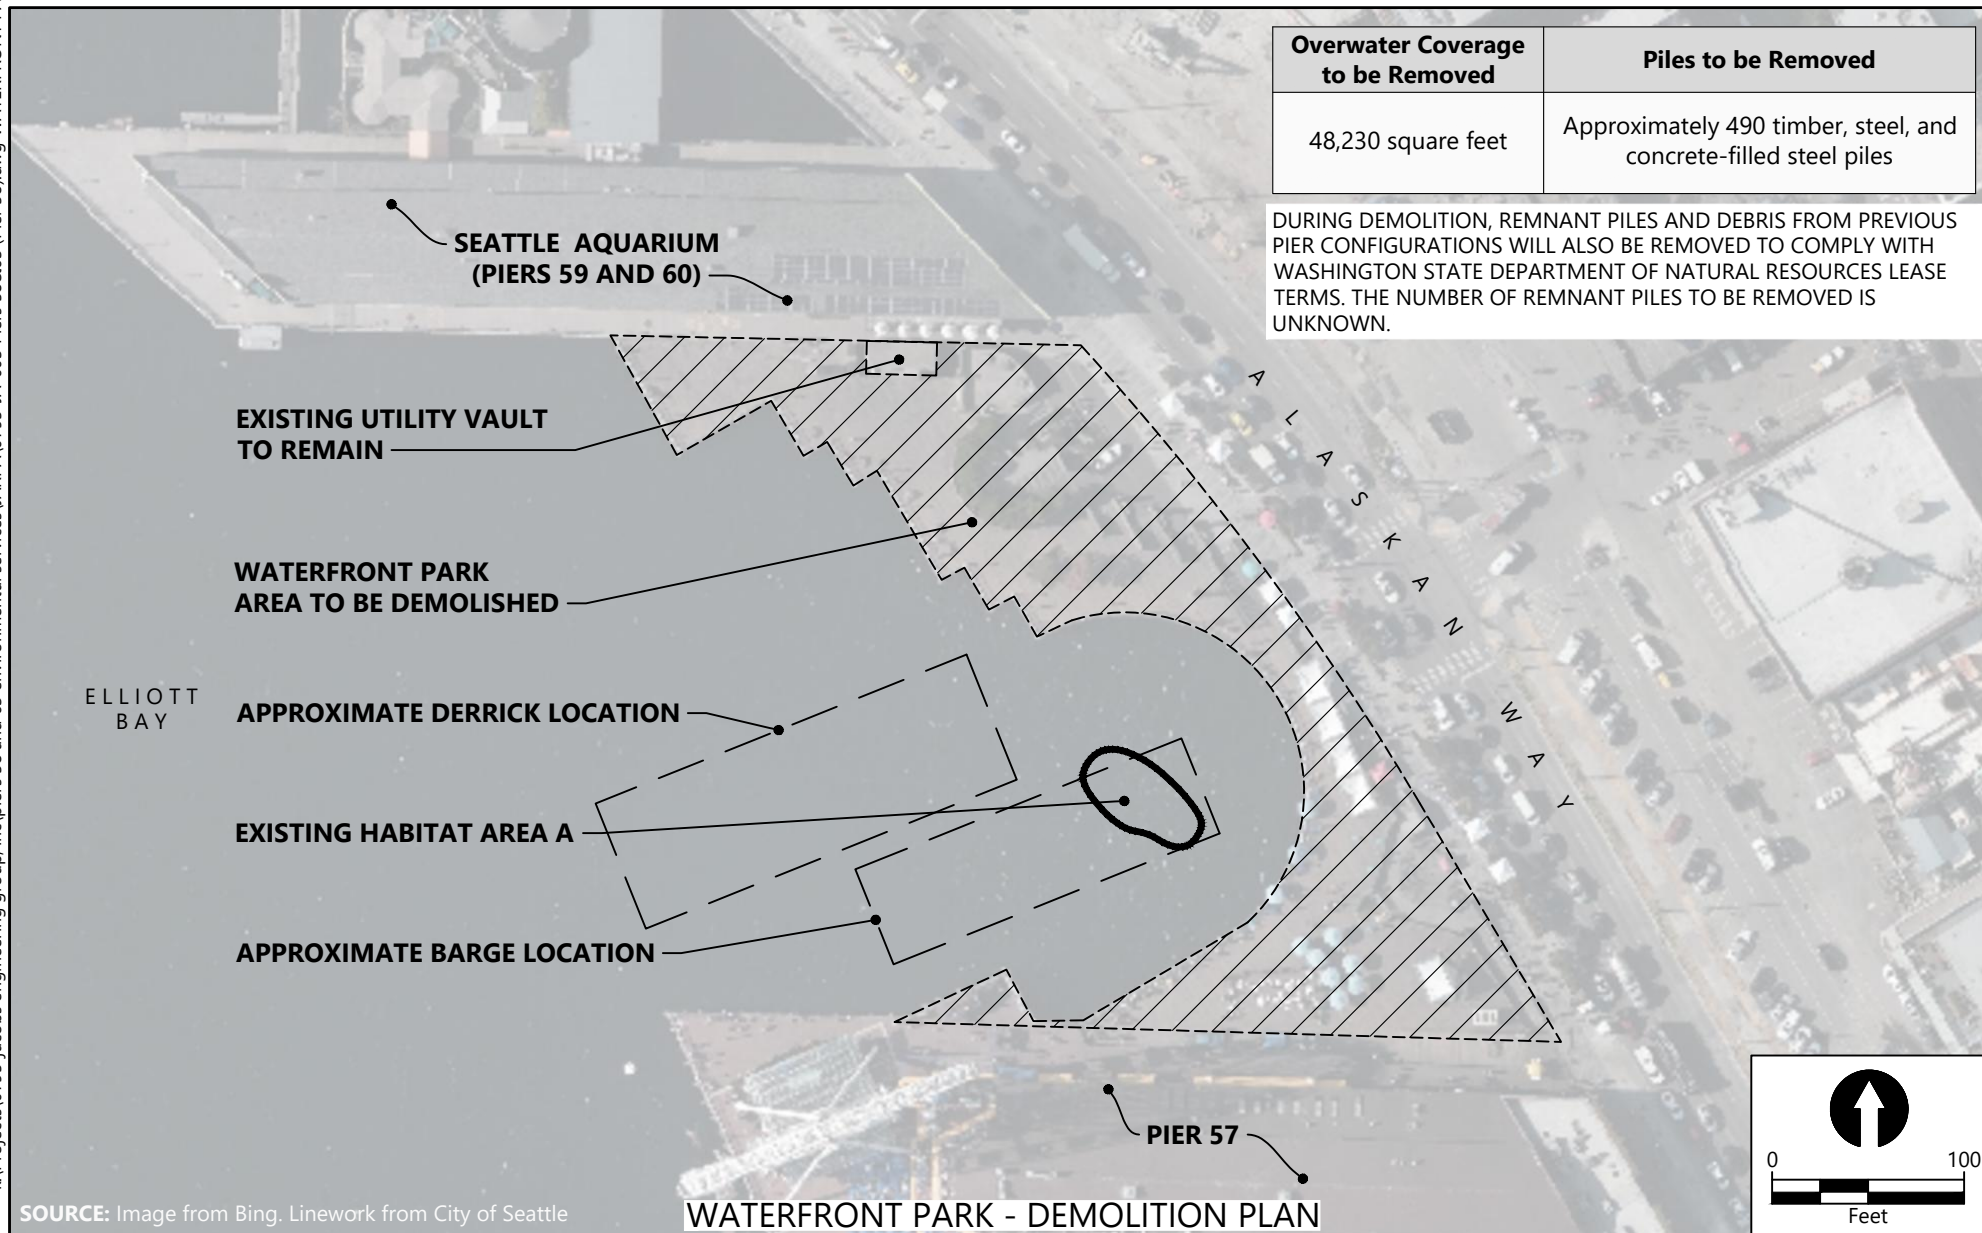 Overwater Coverage
to be Removed
Piles to be Removed
48,230 square feet
Approximately 490 timber, steel, and
concrete-filled steel piles
DURING DEMOLITION, REMNANT PILES AND DEBRIS FROM PREVIOUS
PIER CONFIGURATIONS WILL ALSO BE REMOVED TO COMPLY WITH
WASHINGTON STATE DEPARTMENT OF NATURAL RESOURCES LEASE
TERMS. THE NUMBER OF REMNANT PILES TO BE REMOVED IS
UNKNOWN.
SEATTLE AQUARIUM
(PIERS 59 AND 60)
EXISTING UTILITY VAULT
TO REMAIN
ALASKAN WAY
WATERFRONT PARK
AREA TO BE DEMOLISHED
ELLIOTT
BAY
APPROXIMATE DERRICK LOCATION
EXISTING HABITAT AREA A
APPROXIMATE BARGE LOCATION
PIER 57
0 100
Feet
SOURCE: Image from Bing. Linework from City of Seattle
WATERFRONT PARK - DEMOLITION PLAN